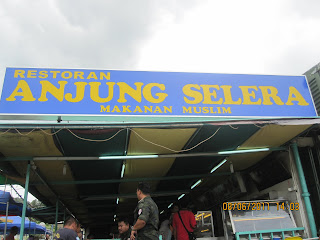 RESTORAN
ANJUNG SELERA
MAKANAN MUSLIM